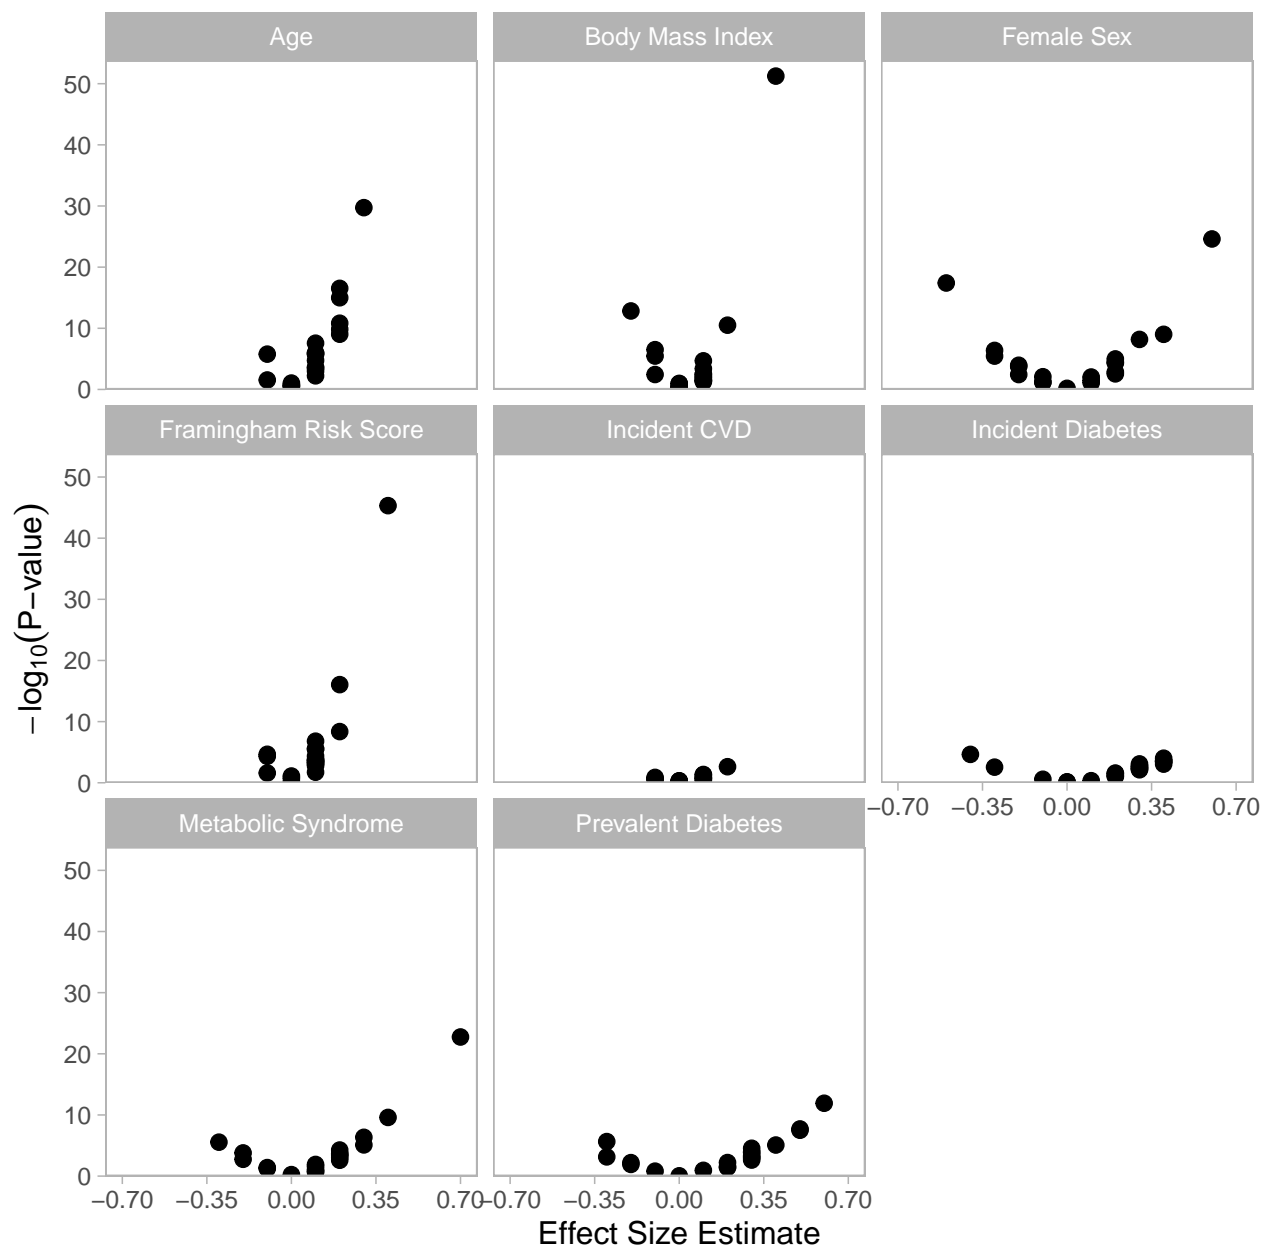 Age
Body Mass Index
Female Sex
50
40
30
20
10
0
Framingham Risk Score
Incident CVD
Incident Diabetes
50
40
30
20
10
0
−0.70 −0.35 0.00 0.35 0.70
Metabolic Syndrome
Prevalent Diabetes
50
40
30
20
10
0
−0.70 −0.35 0.00 0.35 0.70
−0.70 −0.35 0.00 0.35 0.70
Effect Size Estimate
−log10(P−value)